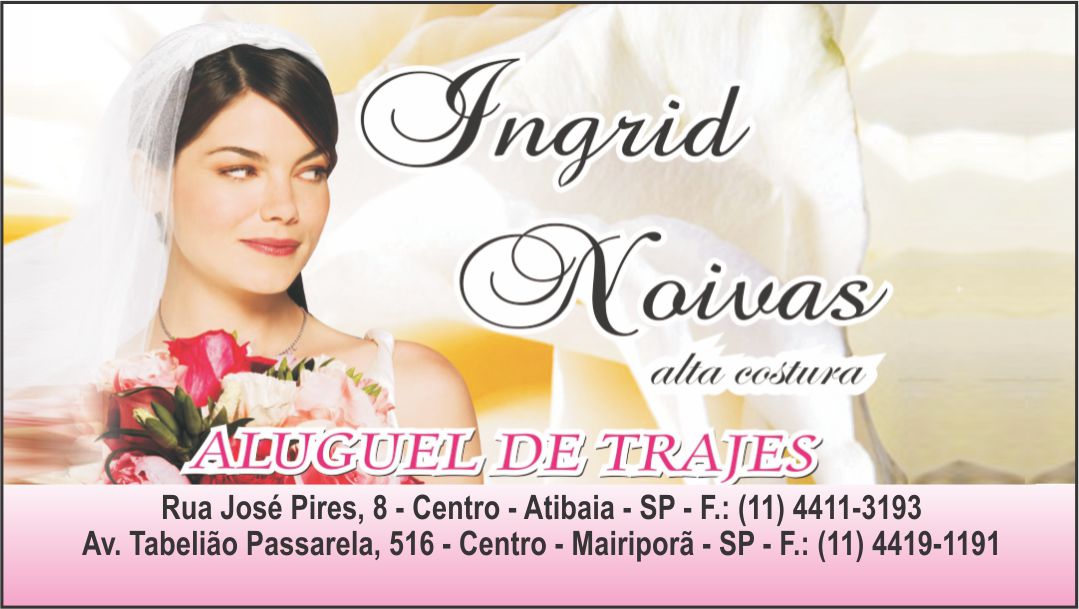 Ingrid
Noivas
alta costura
ALUGUEL DE TRAJES
Rua José Pires, 8 - Centro - Atibaia - SP - F.: (11) 4411-3193
Av. Tabelião Passarela, 516 - Centro - Mairiporã - SP - F.: (11) 4419-1191